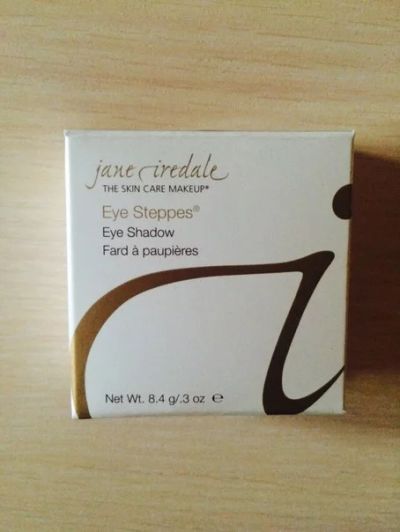 jane iredale
THE SKIN CARE MAKEUP®
Eye Steppes®
Eye Shadow
Fard à paupières
Net Wt. 8.4 g/.3 oz ℮